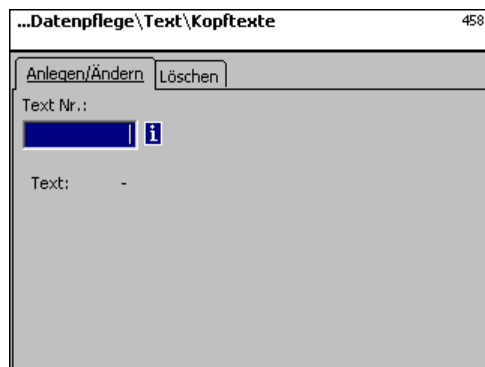 ...Datenpflege\Text\Kopftexte 458
Anlegen/Ändern Löschen
Text Nr.:
i
Text: -